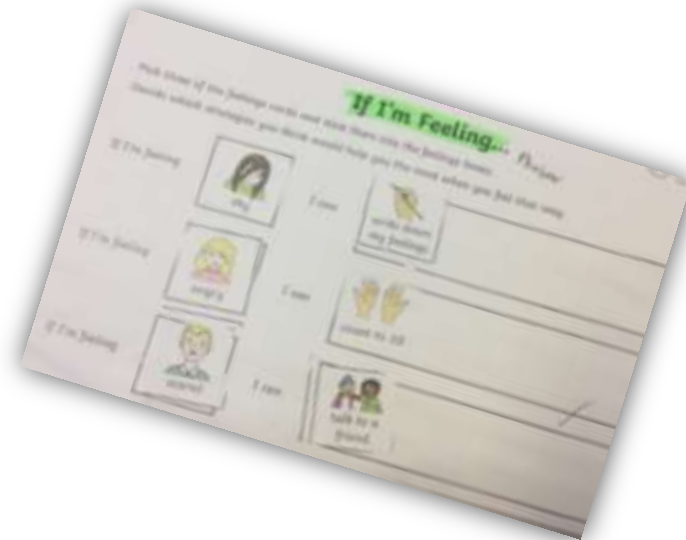 If I'm Feeling...
Pick three of the feelings cards and stick them into the feelings boxes.
Decide which strategies you think would help you the most when you feel that way.
If I'm feeling
shy
I can
write down
my feelings
If I'm feeling
angry
I can
count to 10
If I'm feeling
scared
I can
talk to a
friend